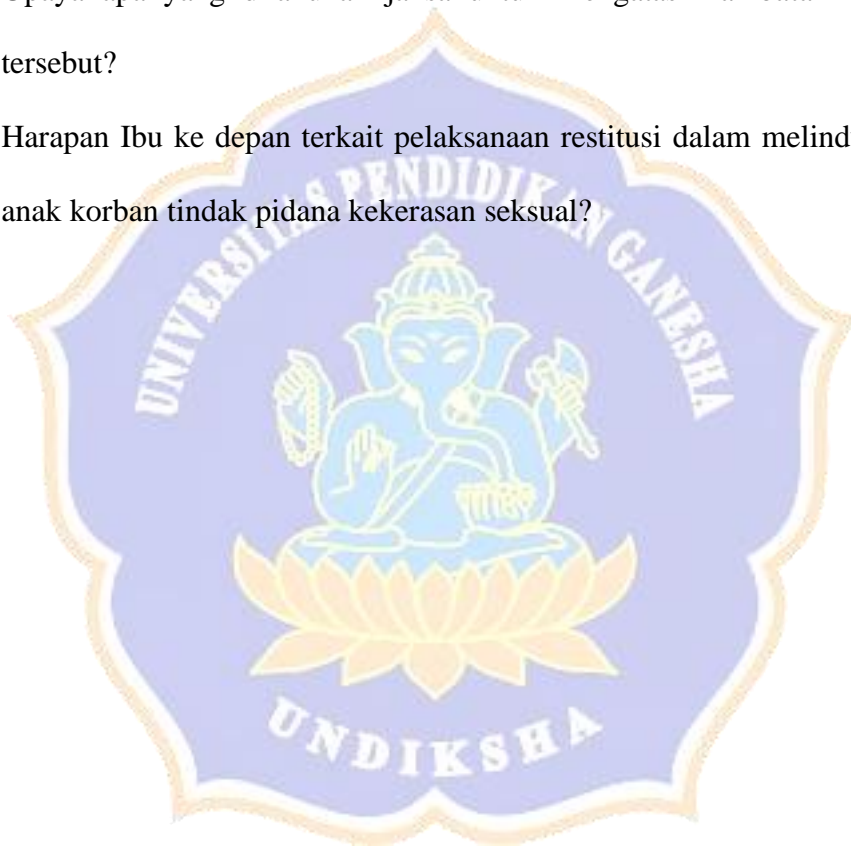 tersebut?
Harapan Ibu ke depan terkait pelaksanaan restitusi dalam melind
anak korban tindak pidana kekerasan seksual?
UNIVERSITAS PENDIDIKAN GANESHA
UNDIKSHA